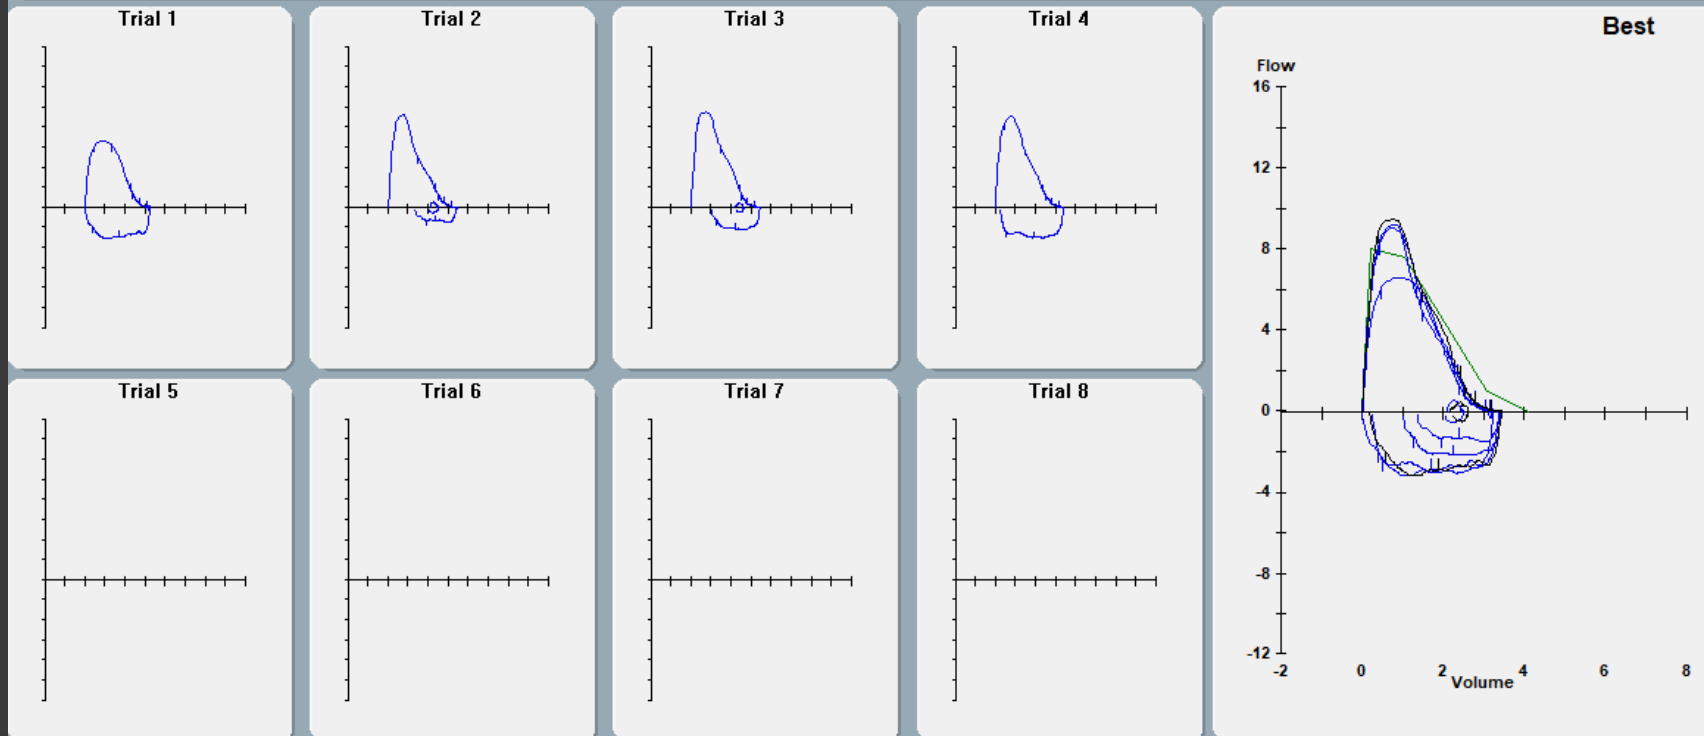 Trial 1
Trial 2
Trial 3
Trial 4
Best
Flow
16
12
8
4
0
-4
-8
-12
-2 0 2 4 6 8
Volume
Trial 5
Trial 6
Trial 7
Trial 8